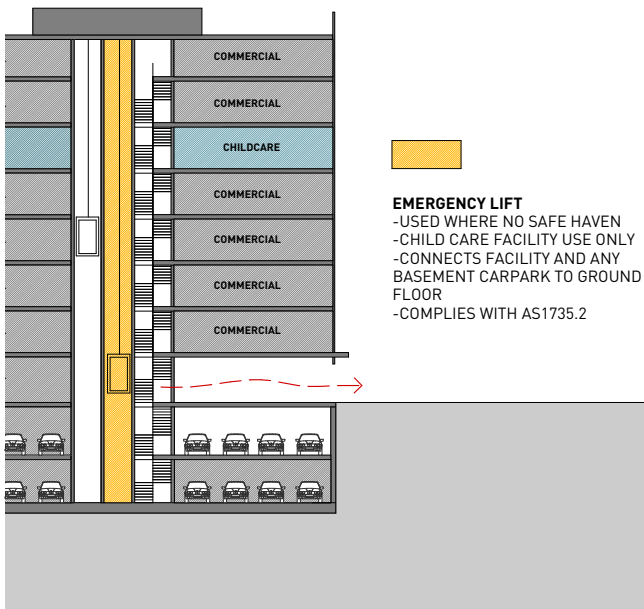 COMMERCIAL
COMMERCIAL
CHILDCARE
COMMERCIAL
COMMERCIAL
COMMERCIAL
COMMERCIAL
EMERGENCY LIFT
-USED WHERE NO SAFE HAVEN
-CHILD CARE FACILITY USE ONLY
-CONNECTS FACILITY AND ANY
BASEMENT CARPARK TO GROUND
FLOOR
-COMPLIES WITH AS1735.2